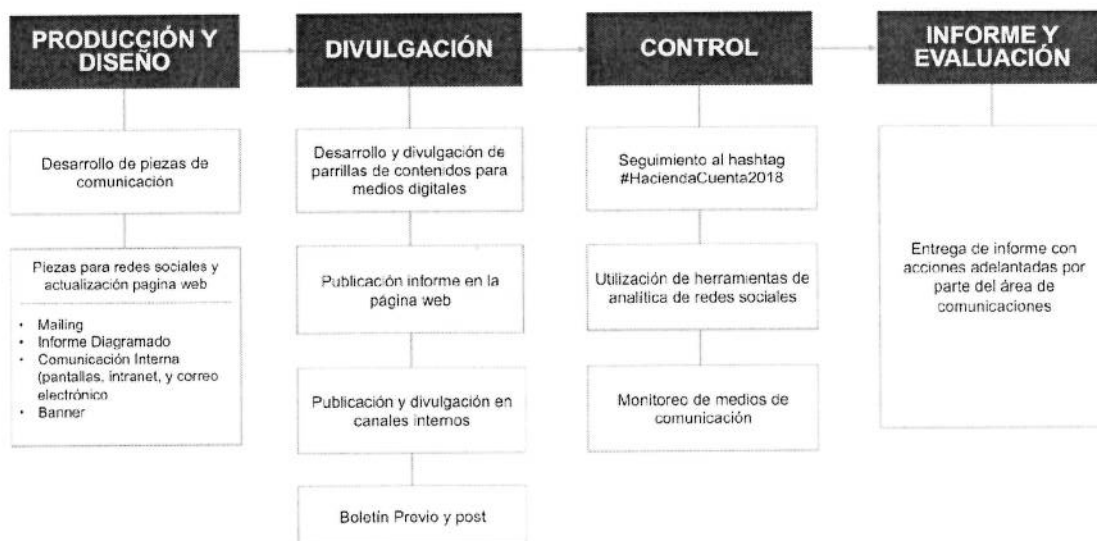 PRODUCCIÓN Y
DISEÑO
Desarrollo de piezas de
comunicación
Piezas para redes sociales y
actualización pagina web
• Mailing
• Informe Diagramado
• Comunicación Interna
(pantallas, intranet, y correo
electrónico
• Banner
DIVULGACIÓN
Desarrollo y divulgación de
parrillas de contenidos para
medios digitales
Publicación informe en la
página web
Publicación y divulgación en
canales internos
Boletín Previo y post
CONTROL
Seguimiento al hashtag
#HaciendaCuenta2018
Utilización de herramientas de
analítica de redes sociales
Monitoreo de medios de
comunicación
INFORME Y
EVALUACIÓN
Entrega de informe con
acciones adelantadas por
parte del área de
comunicaciones